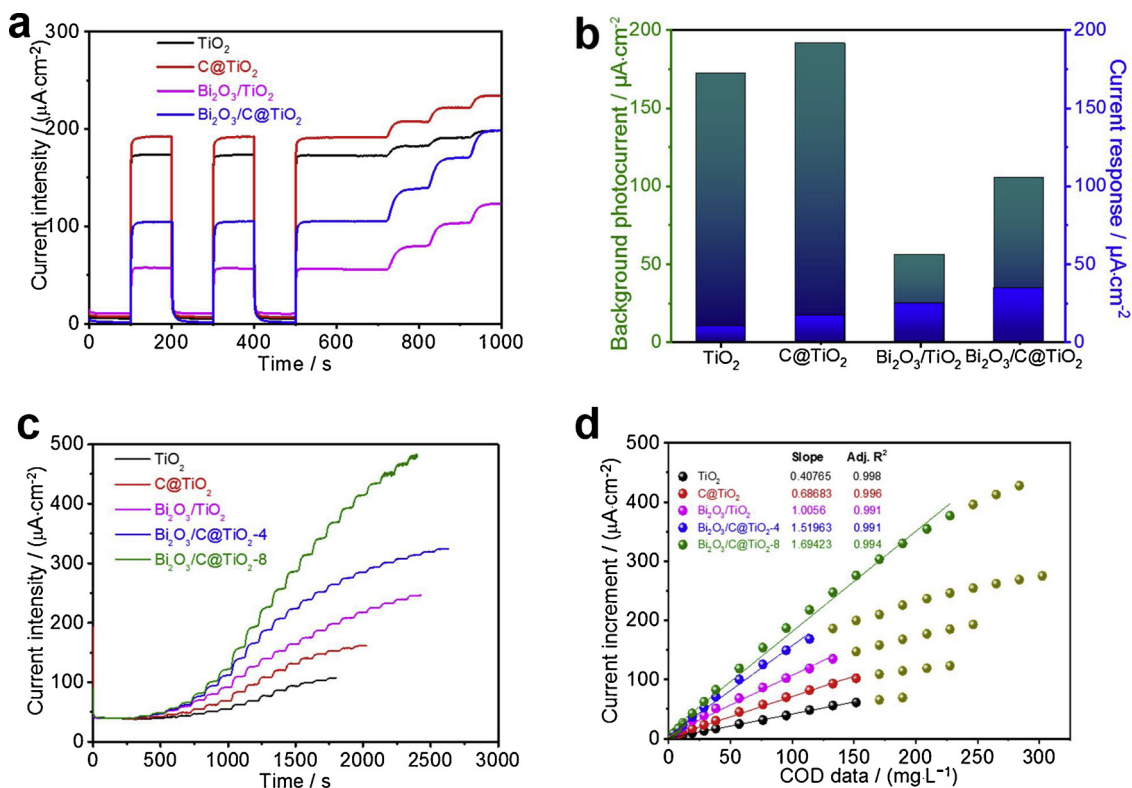 a
300
200
100
0
Current intensity / (μA·cm⁻²)
TiO₂
C@TiO₂
Bi₂O₃/TiO₂
Bi₂O₃/C@TiO₂
0 200 400 600 800 1000
Time / s
b
200
150
100
50
0
Background photocurrent / μA·cm⁻²
200
150
100
50
0
Current response / μA·cm⁻²
TiO₂ C@TiO₂ Bi₂O₃/TiO₂ Bi₂O₃/C@TiO₂
c
500
400
300
200
100
0
Current intensity / (μA·cm⁻²)
TiO₂
C@TiO₂
Bi₂O₃/TiO₂
Bi₂O₃/C@TiO₂-4
Bi₂O₃/C@TiO₂-8
0 500 1000 1500 2000 2500 3000
Time / s
d
500
400
300
200
100
0
Current increment / (μA·cm⁻²)
Slope Adj. R²
TiO₂ 0.40765 0.998
C@TiO₂ 0.68683 0.996
Bi₂O₃/TiO₂ 1.0056 0.991
Bi₂O₃/C@TiO₂-4 1.51963 0.991
Bi₂O₃/C@TiO₂-8 1.69423 0.994
0 50 100 150 200 250 300
COD data / (mg·L⁻¹)